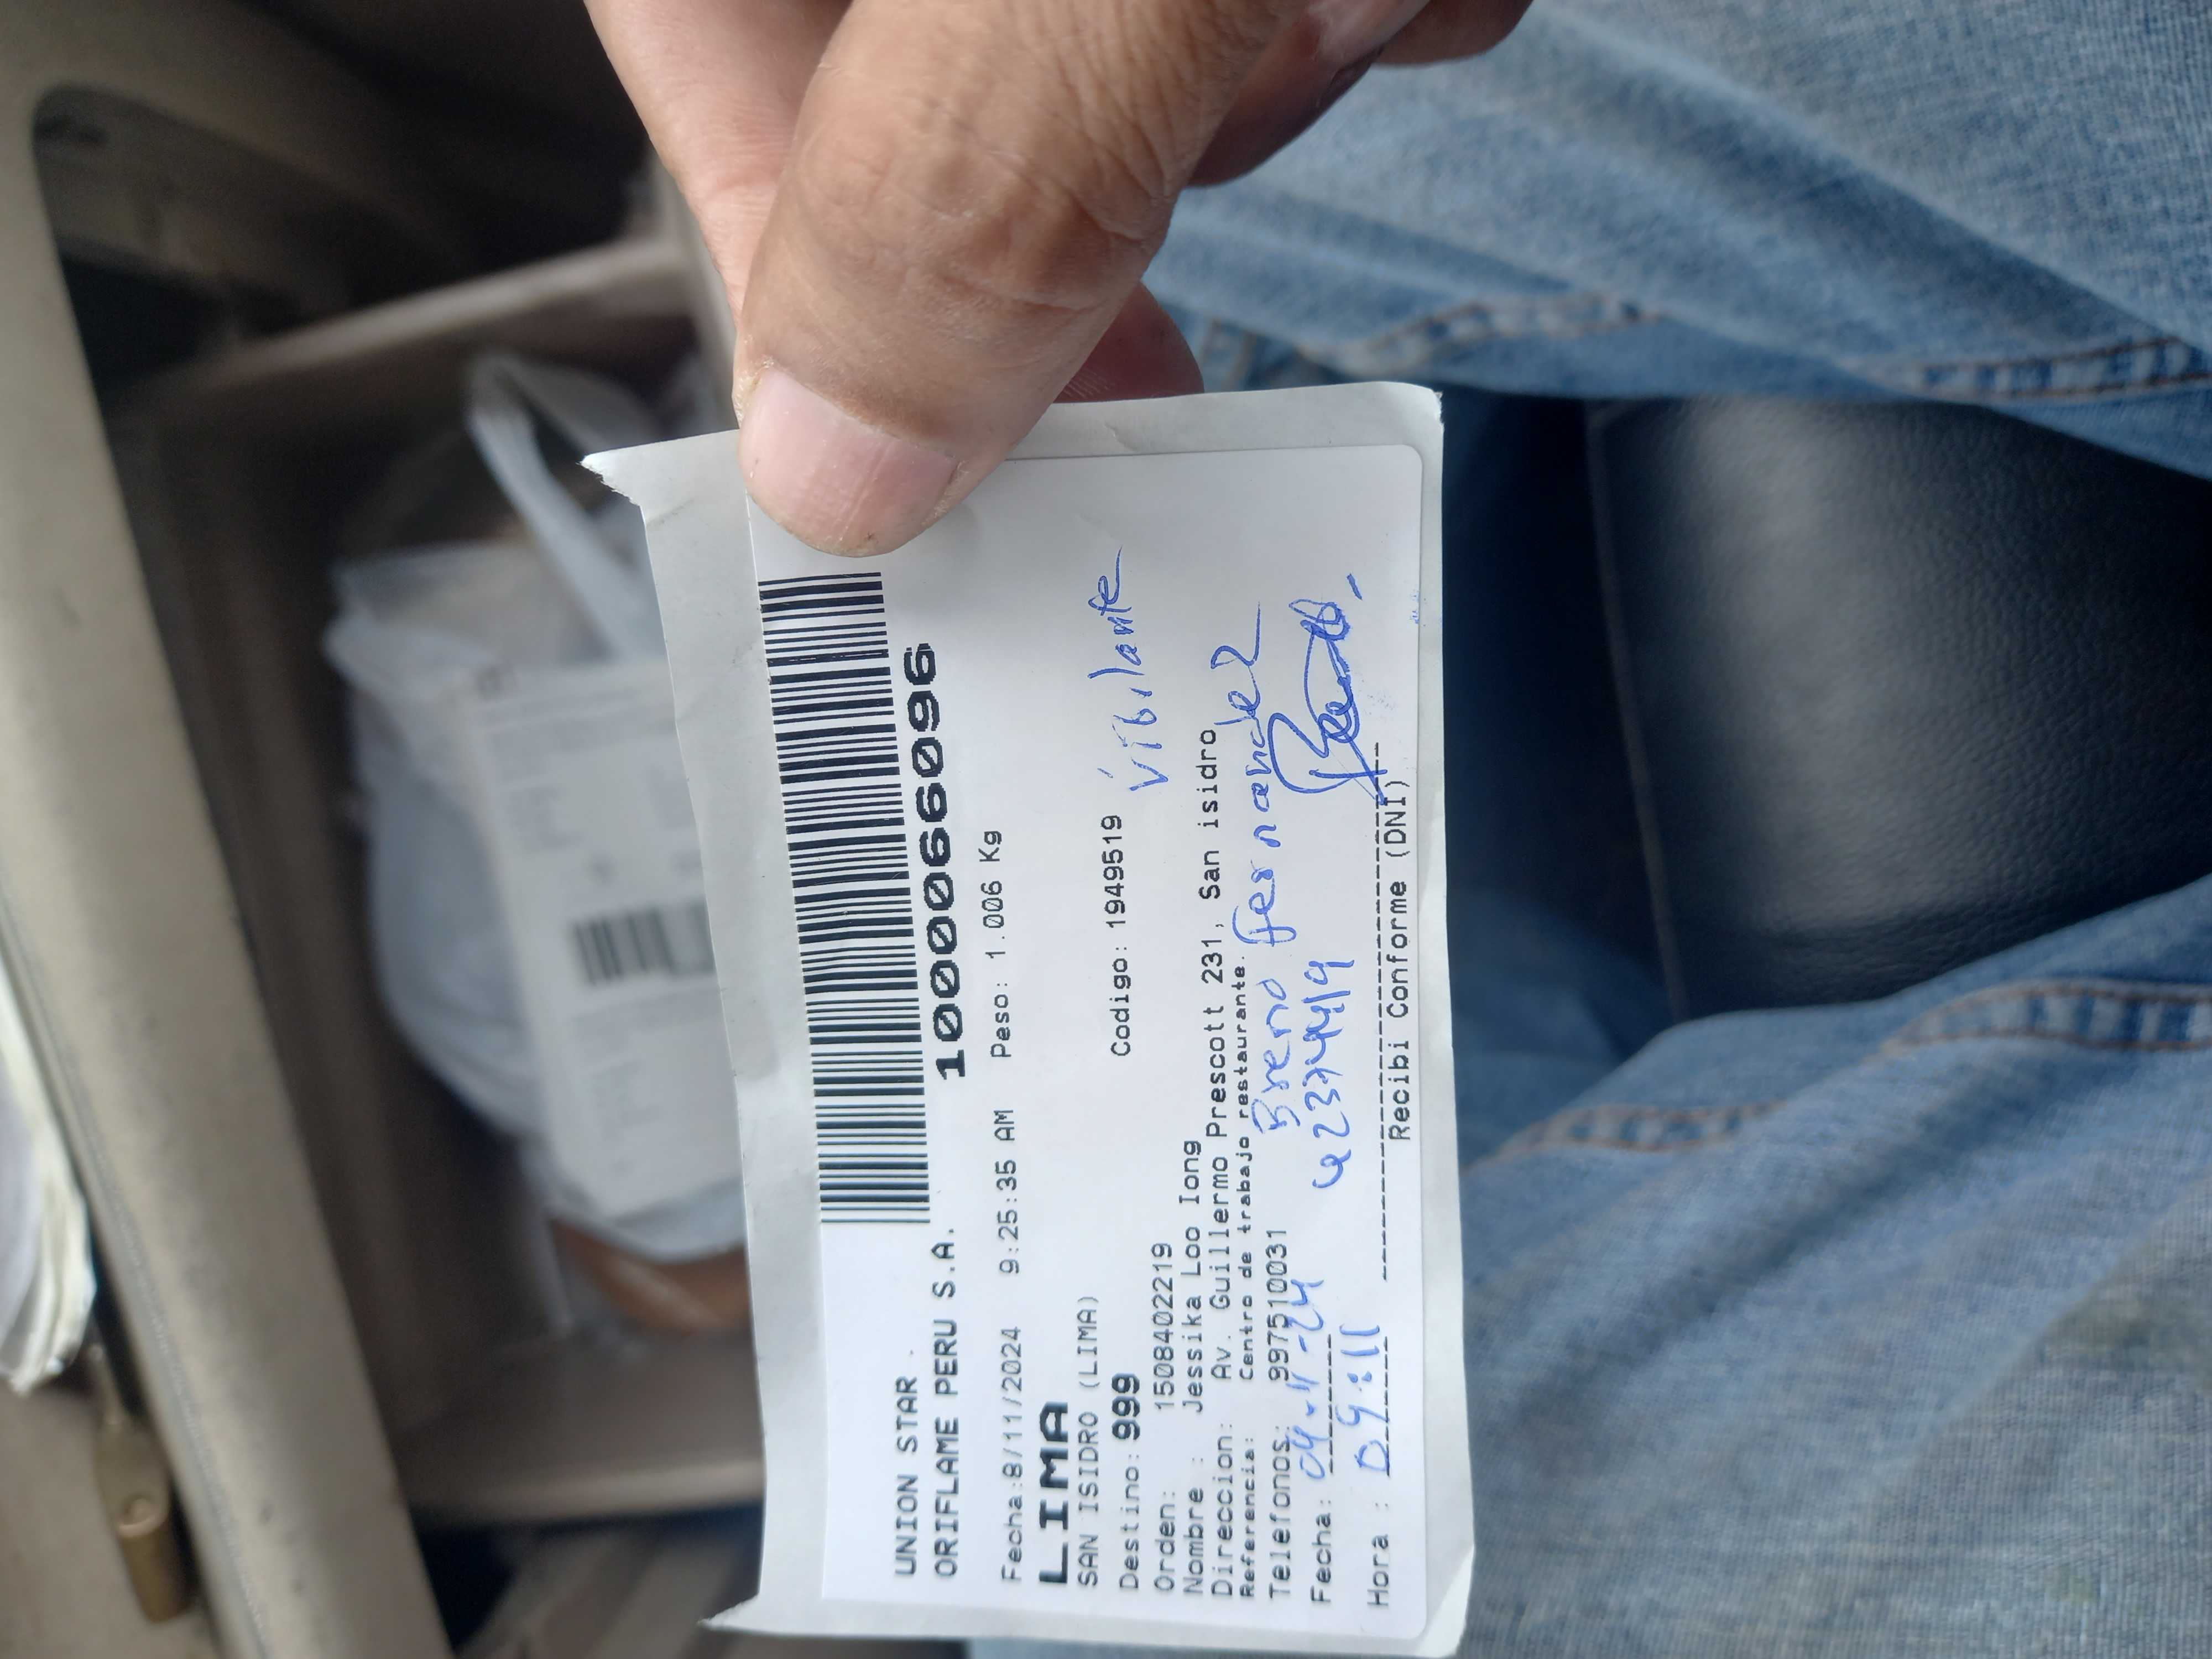 1000066096
UNION STAR
ORIFLAME PERU S.A.
Fecha:8/11/2024 9:25:35 AM Peso: 1.006 Kg
LIMA
SAN ISIDRO (LIMA)
Destino: 999 Codigo: 1949519
Vigilante
Orden: 1508402219
Nombre : Jessika Loo Iong
Direccion: Av. Guillermo Prescott 231, San isidro
Referencia: Centro de trabajo restaurante.
Telefonos: 997510031
Breno fernandez
Fecha: 09-11-24
Hora : 09:11
Recibi Conforme (DNI)